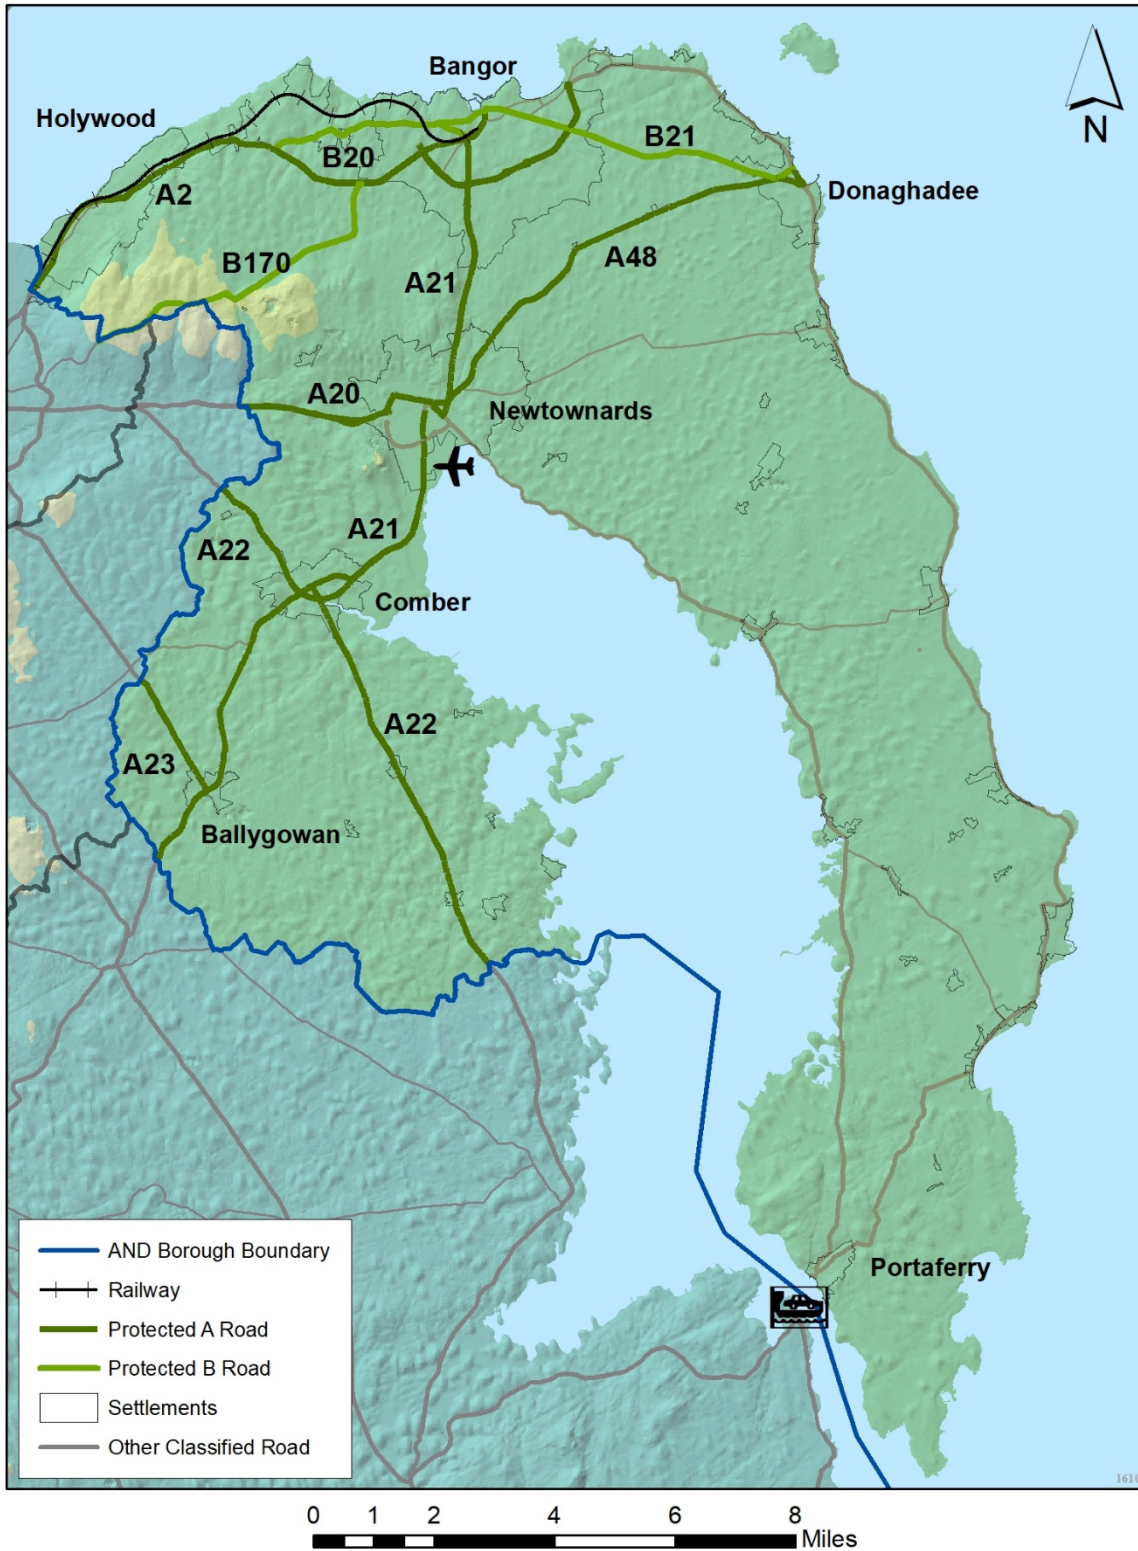 Bangor
Holywood
N
B20
B21
A2
Donaghadee
B170
A48
A21
A20
Newtownards
A21
A22
Comber
A22
A23
Ballygowan
Portaferry
AND Borough Boundary
Railway
Protected A Road
Protected B Road
Settlements
Other Classified Road
0 1 2 4 6 8
Miles